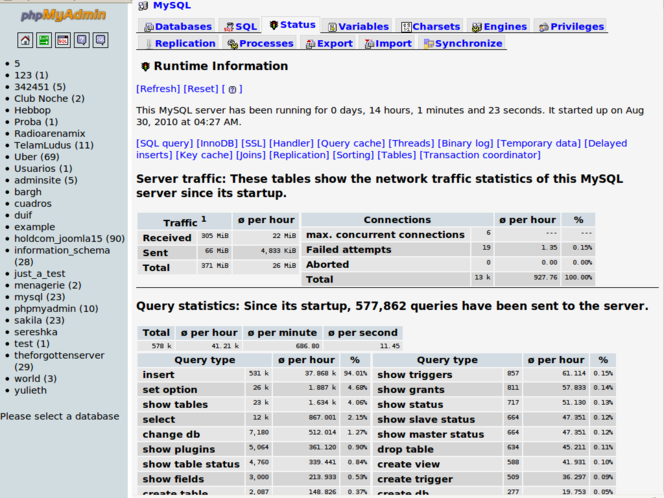 phpMyAdmin
5
123 (1)
342451 (5)
Club Noche (2)
Hebbop
Proba (1)
Radioarenamix
TelamLudus (11)
Uber (69)
Usuarios (1)
adminsite (5)
bargh
cuadros
duif
example
holdcom_joomla15 (90)
information_schema
(28)
just_a_test
menagerie (2)
mysql (23)
phpmyadmin (10)
sakila (23)
sereshka
test (1)
theforgottenserver
(29)
world (3)
yulieth
Please select a database
MySQL
Databases SQL Status Variables Charsets Engines Privileges
Replication Processes Export Import Synchronize
Runtime Information
[Refresh] [Reset] [ ? ]
This MySQL server has been running for 0 days, 14 hours, 1 minutes and 23 seconds. It started up on Aug
30, 2010 at 04:27 AM.
[SQL query] [InnoDB] [SSL] [Handler] [Query cache] [Threads] [Binary log] [Temporary data] [Delayed
inserts] [Key cache] [Joins] [Replication] [Sorting] [Tables] [Transaction coordinator]
Server traffic: These tables show the network traffic statistics of this MySQL
server since its startup.
Traffic 1 ø per hour
Received 305 MiB 22 MiB
Sent 66 MiB 4,833 KiB
Total 371 MiB 26 MiB
Connections ø per hour %
max. concurrent connections 6 --- ---
Failed attempts 19 1.35 0.15%
Aborted 0 0.00 0.00%
Total 13 k 927.76 100.00%
Query statistics: Since its startup, 577,862 queries have been sent to the server.
Total ø per hour ø per minute ø per second
578 k 41.21 k 686.80 11.45
Query type ø per hour %
insert 531 k 37.868 k 94.01%
set option 26 k 1.887 k 4.68%
show tables 23 k 1.634 k 4.06%
select 12 k 867.001 2.15%
change db 7,180 512.014 1.27%
show plugins 5,064 361.120 0.90%
show table status 4,760 339.441 0.84%
show fields 3,000 213.933 0.53%
create table 2,087 148.826 0.37%
Query type ø per hour %
show triggers 857 61.114 0.15%
show grants 811 57.833 0.14%
show status 717 51.130 0.13%
show slave status 664 47.351 0.12%
show master status 664 47.351 0.12%
drop table 634 45.211 0.11%
create view 588 41.931 0.10%
create trigger 509 36.297 0.09%
create db 277 19.753 0.05%